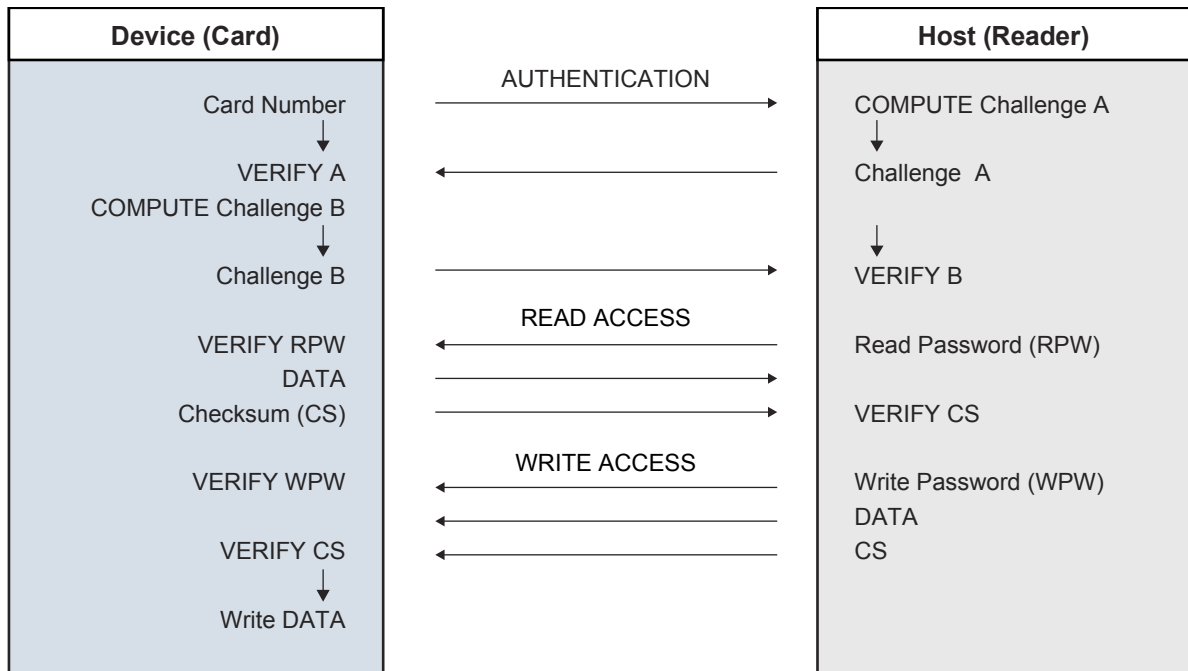 Device (Card)
Host (Reader)
AUTHENTICATION
Card Number
COMPUTE Challenge A
VERIFY A
Challenge A
COMPUTE Challenge B
Challenge B
VERIFY B
READ ACCESS
VERIFY RPW
Read Password (RPW)
DATA
Checksum (CS)
VERIFY CS
WRITE ACCESS
VERIFY WPW
Write Password (WPW)
DATA
VERIFY CS
CS
Write DATA